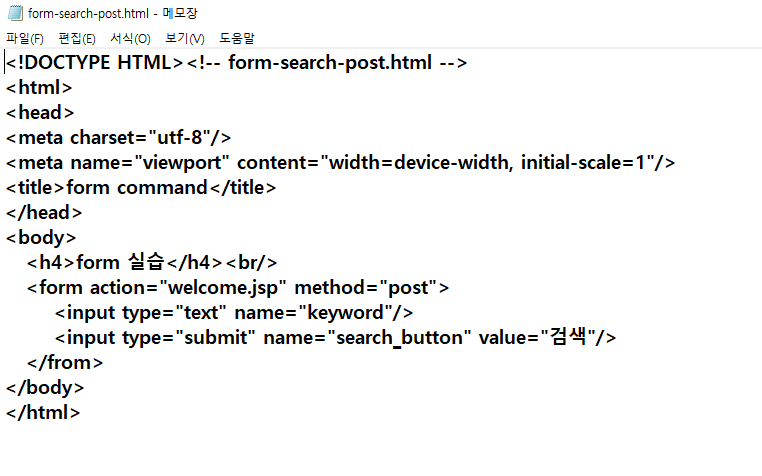 form-search-post.html - 메모장
파일(F) 편집(E) 서식(O) 보기(V) 도움말
<!DOCTYPE HTML><!-- form-search-post.html -->
<html>
<head>
<meta charset="utf-8"/>
<meta name="viewport" content="width=device-width, initial-scale=1"/>
<title>form command</title>
</head>
<body>
<h4>form 실습</h4><br/>
<form action="welcome.jsp" method="post">
<input type="text" name="keyword"/>
<input type="submit" name="search_button" value="검색"/>
</from>
</body>
</html>